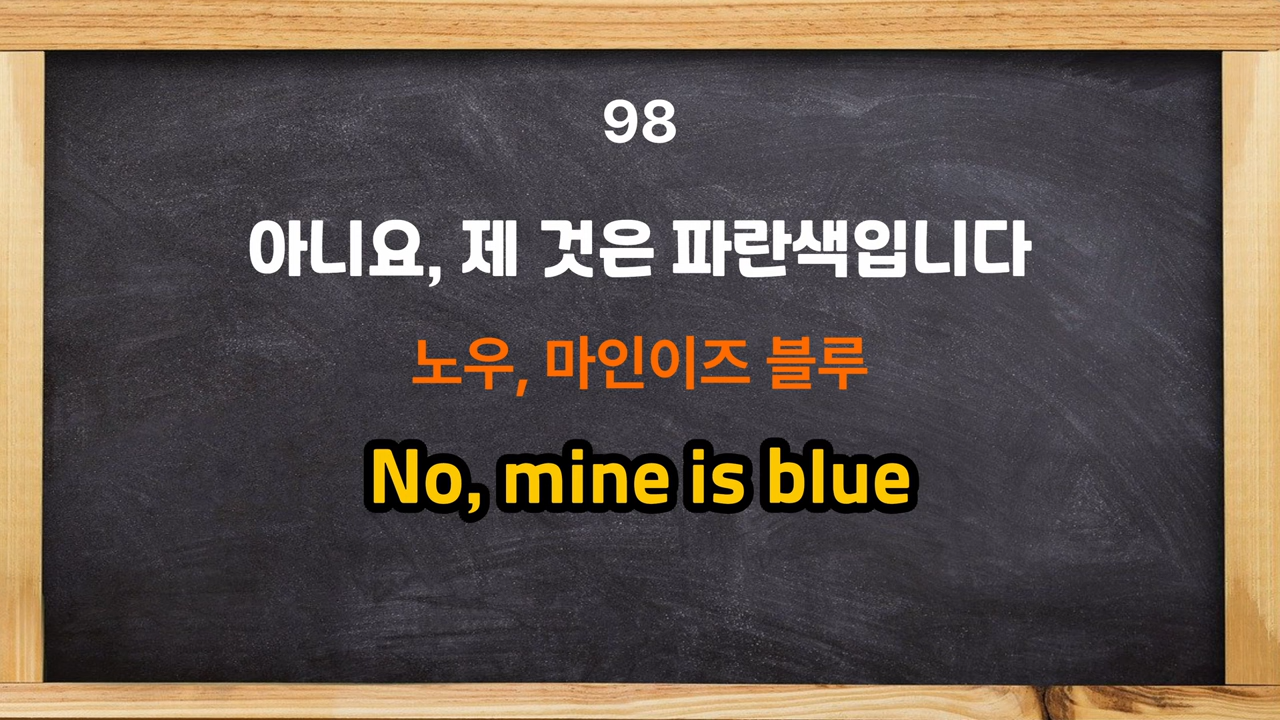 98
아니요, 제 것은 파란색입니다
노우, 마인이즈 블루
No, mine is blue